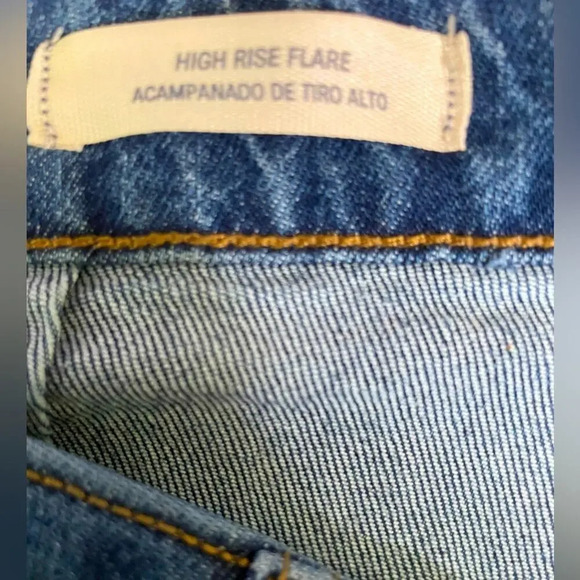 HIGH RISE FLARE
ACAMPANADO DE TIRO ALTO